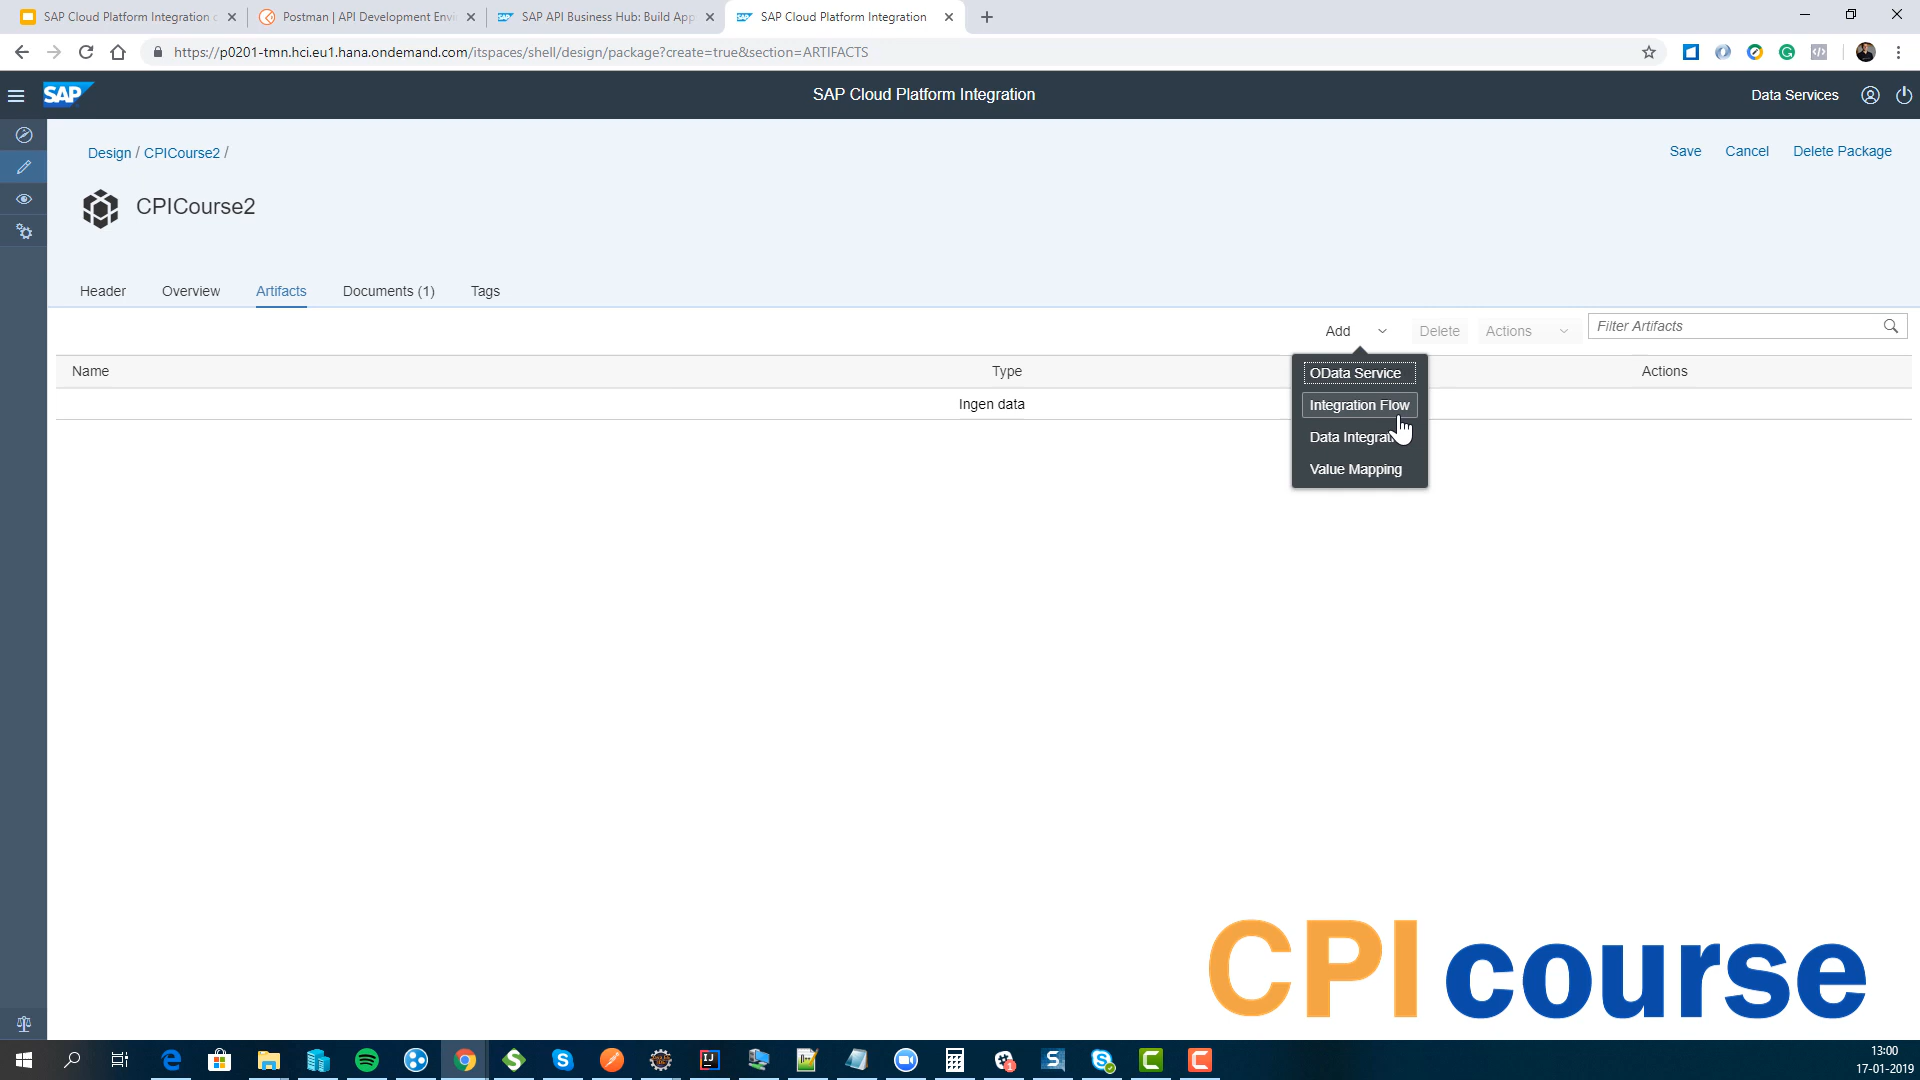 SAP Cloud Platform Integration c
Postman | API Development Envi
SAP API Business Hub: Build App
SAP Cloud Platform Integration
https://p0201-tmn.hci.eu1.hana.ondemand.com/itspaces/shell/design/package?create=true&section=ARTIFACTS
SAP
SAP Cloud Platform Integration
Data Services
Design / CPICourse2 /
Save Cancel Delete Package
CPICourse2
Header Overview Artifacts Documents (1) Tags
Add Delete Actions Filter Artifacts
Name Type Actions
Ingen data
OData Service
Integration Flow
Data Integrat
Value Mapping
CPI course
13:00
17-01-2019